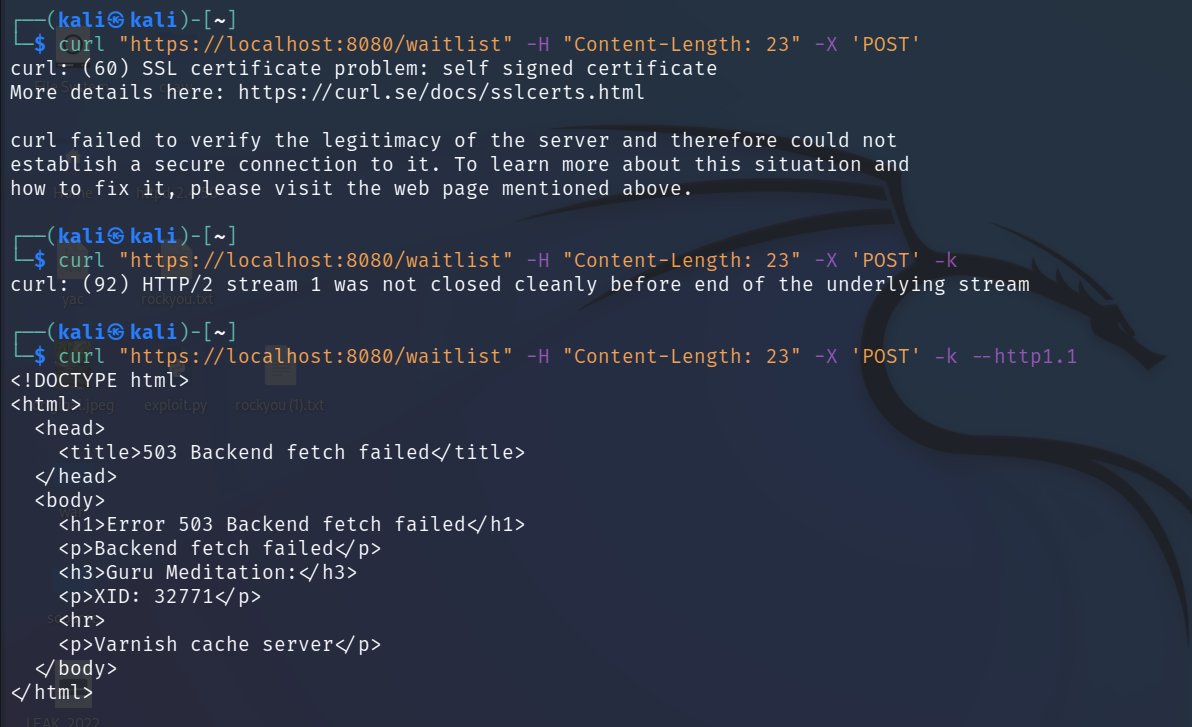 ┌──(kali㉿kali)-[~]
└─$ curl "https://localhost:8080/waitlist" -H "Content-Length: 23" -X 'POST'
curl: (60) SSL certificate problem: self signed certificate
More details here: https://curl.se/docs/sslcerts.html
curl failed to verify the legitimacy of the server and therefore could not
establish a secure connection to it. To learn more about this situation and
how to fix it, please visit the web page mentioned above.
┌──(kali㉿kali)-[~]
└─$ curl "https://localhost:8080/waitlist" -H "Content-Length: 23" -X 'POST' -k
curl: (92) HTTP/2 stream 1 was not closed cleanly before end of the underlying stream
yac
rockyou.txt
┌──(kali㉿kali)-[~]
└─$ curl "https://localhost:8080/waitlist" -H "Content-Length: 23" -X 'POST' -k --http1.1
<!DOCTYPE html>
<html>
.jpeg
exploit.py
rockyou (1).txt
  <head>
    <title>503 Backend fetch failed</title>
  </head>
  <body>
    <h1>Error 503 Backend fetch failed</h1>
    <p>Backend fetch failed</p>
    <h3>Guru Meditation:</h3>
    <p>XID: 32771</p>
    <hr>
    <p>Varnish cache server</p>
  </body>
</html>
LEAK_2022